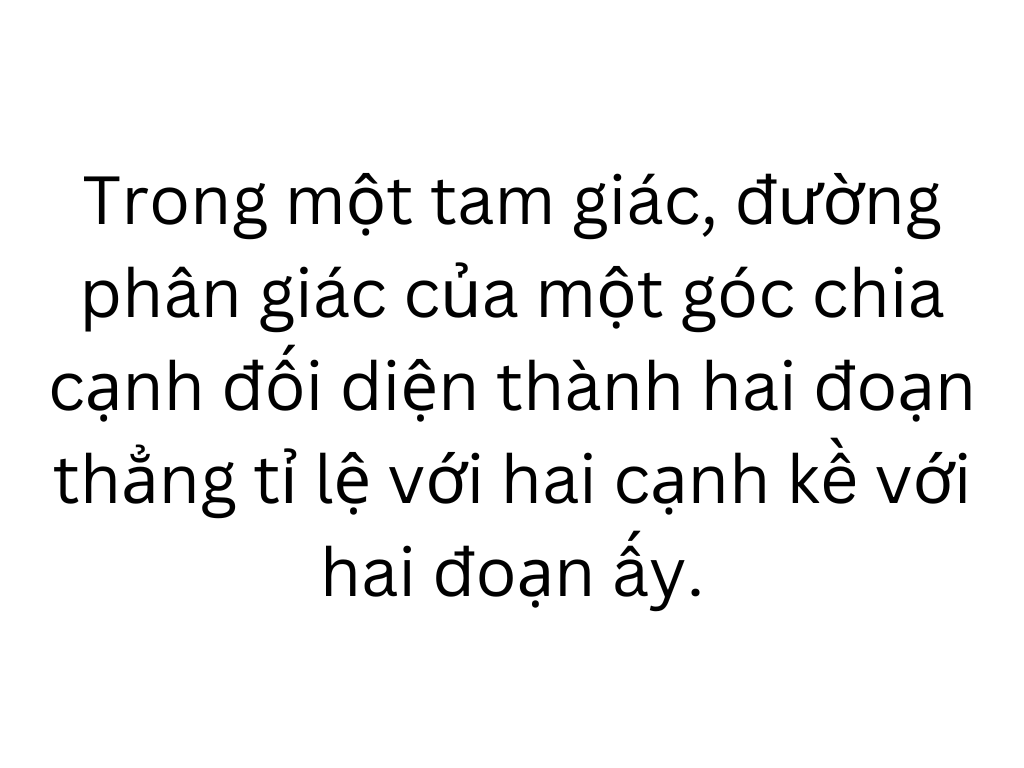 Trong một tam giác, đường
phân giác của một góc chia
cạnh đối diện thành hai đoạn
thẳng tỉ lệ với hai cạnh kề với
hai đoạn ấy.